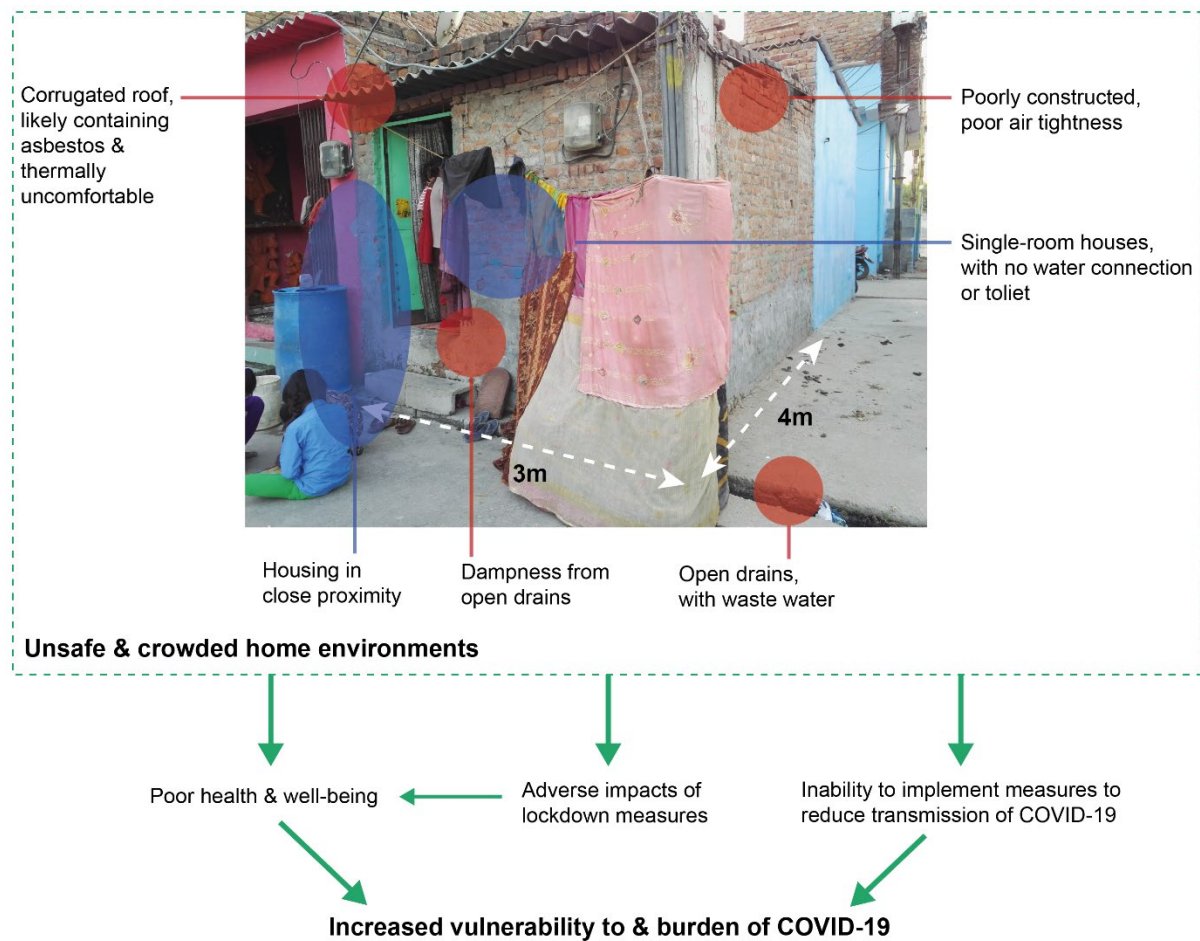 Corrugated roof,
likely containing
asbestos &
thermally
uncomfortable
Poorly constructed,
poor air tightness
Single-room houses,
with no water connection
or toliet
4m
3m
Housing in
close proximity
Dampness from
open drains
Open drains,
with waste water
Unsafe & crowded home environments
Poor health & well-being
Adverse impacts of
lockdown measures
Inability to implement measures to
reduce transmission of COVID-19
Increased vulnerability to & burden of COVID-19